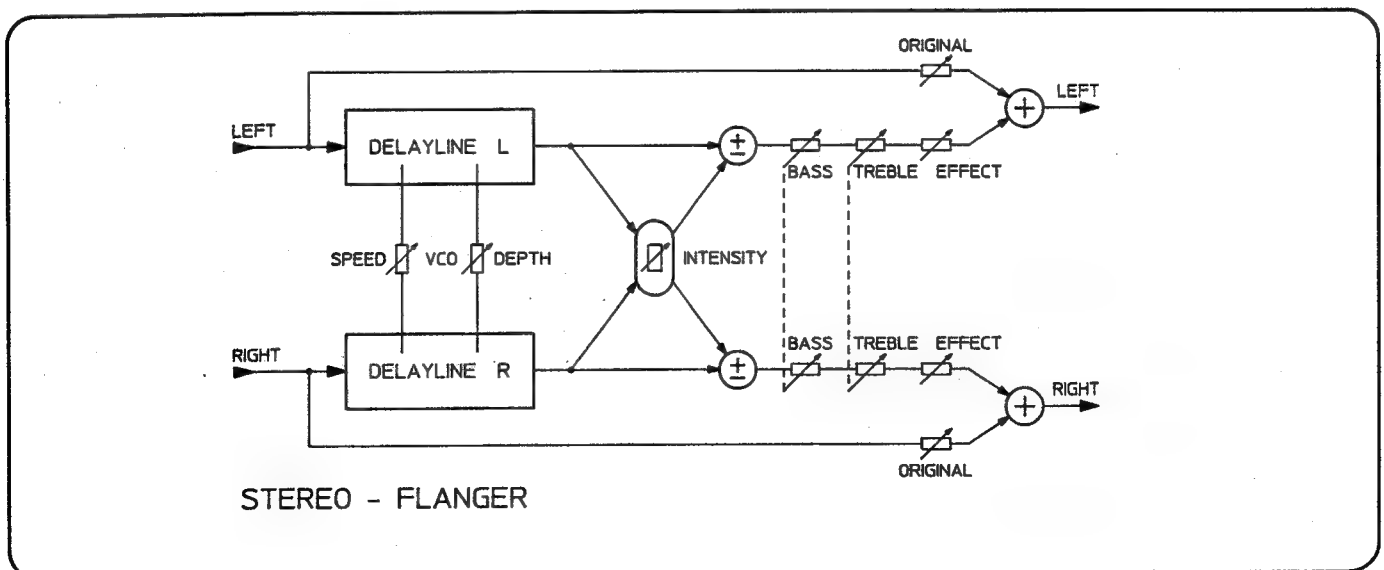 ORIGINAL
LEFT
LEFT
DELAYLINE L
± 
BASS TREBLE EFFECT
SPEED VCO DEPTH
INTENSITY
BASS TREBLE EFFECT
RIGHT
DELAYLINE R
±
RIGHT
ORIGINAL
STEREO - FLANGER